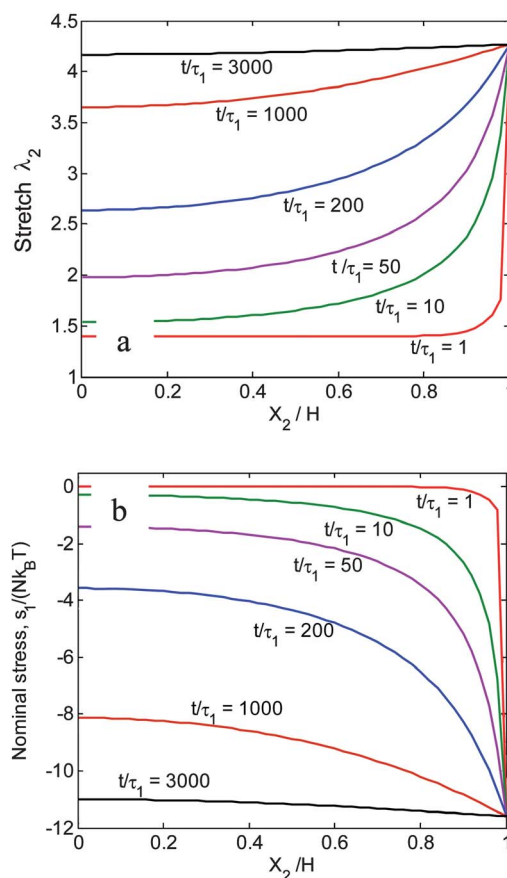 4.5
t/τ₁ = 3000
4
t/τ₁ = 1000
3.5
Stretch λ₂
3
t/τ₁ = 200
2.5
t /τ₁ = 50
2
t/τ₁ = 10
1.5
a
t/τ₁ = 1
1
0 0.2 0.4 0.6 0.8 1
X₂ / H
0
b
t/τ₁ = 1
t/τ₁ = 10
-2
t/τ₁ = 50
-4
t/τ₁ = 200
Nominal stress, s₁/(Nk_BT)
-6
-8
t/τ₁ = 1000
-10
t/τ₁ = 3000
-12
0 0.2 0.4 0.6 0.8 1
X₂ / H